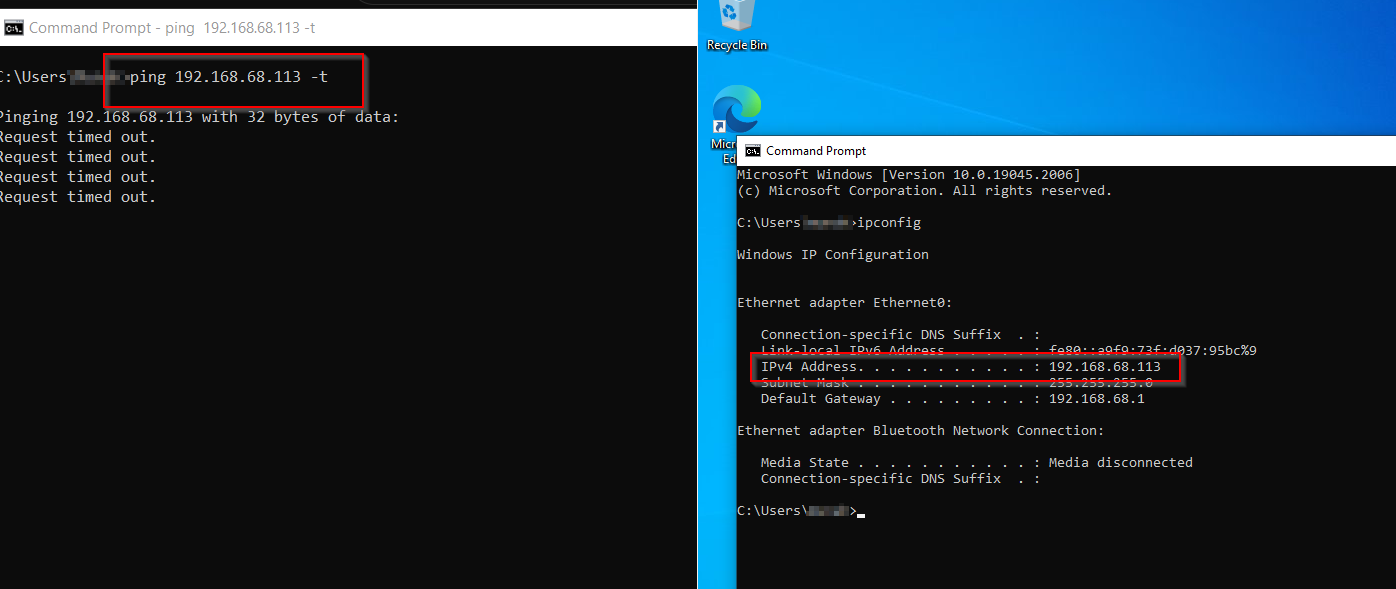 Command Prompt - ping 192.168.68.113 -t
C:\Users ping 192.168.68.113 -t
Pinging 192.168.68.113 with 32 bytes of data:
Request timed out.
Request timed out.
Request timed out.
Request timed out.
Recycle Bin
Micr
Ed
Command Prompt
Microsoft Windows [Version 10.0.19045.2006]
(c) Microsoft Corporation. All rights reserved.
C:\Users >ipconfig
Windows IP Configuration
Ethernet adapter Ethernet0:
Connection-specific DNS Suffix . :
Link-local IPv6 Address . . . . . : fe80::a9f9:73f:d037:95bc%9
IPv4 Address. . . . . . . . . . . : 192.168.68.113
Subnet Mask . . . . . . . . . . . : 255.255.255.0
Default Gateway . . . . . . . . . : 192.168.68.1
Ethernet adapter Bluetooth Network Connection:
Media State . . . . . . . . . . . : Media disconnected
Connection-specific DNS Suffix . :
C:\Users\ >